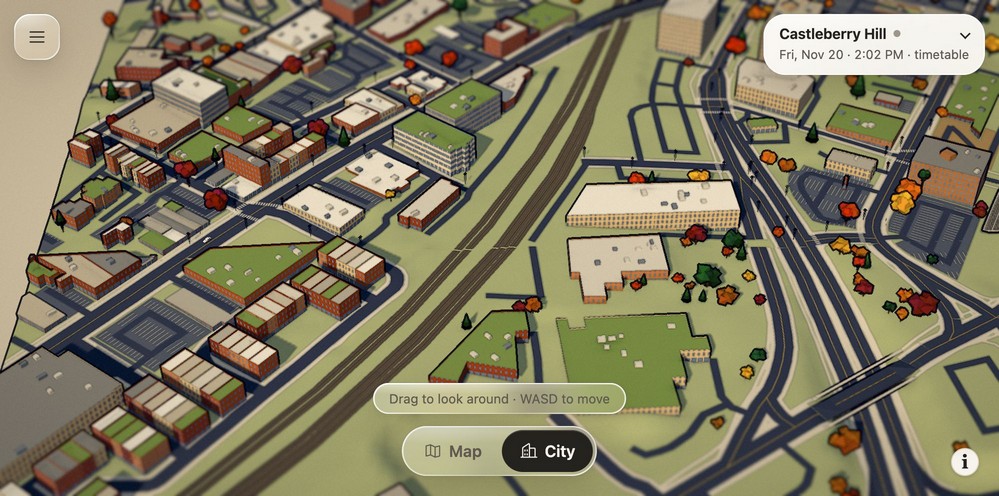 Castleberry Hill
Fri, Nov 20 · 2:02 PM · timetable
Drag to look around · WASD to move
Map
City
i